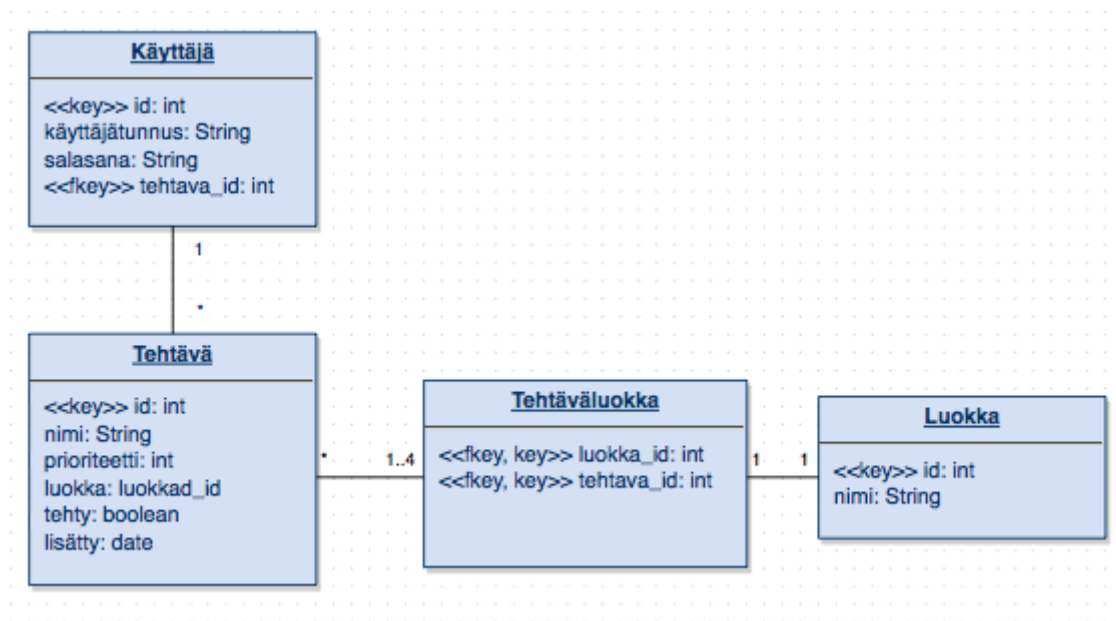 Käyttäjä
<<key>> id: int
käyttäjätunnus: String
salasana: String
<<fkey>> tehtava_id: int
1
*
Tehtävä
<<key>> id: int
nimi: String
prioriteetti: int
luokka: luokkad_id
tehty: boolean
lisätty: date
* 1..4
Tehtäväluokka
<<fkey, key>> luokka_id: int
<<fkey, key>> tehtava_id: int
1 1
Luokka
<<key>> id: int
nimi: String